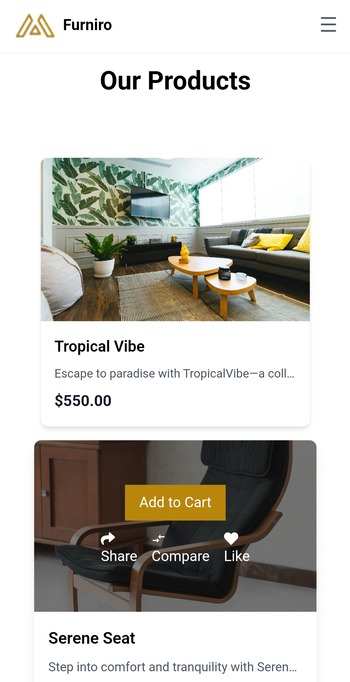 Furniro
Our Products
Tropical Vibe
Escape to paradise with TropicalVibe—a coll...
$550.00
Add to Cart
Share Compare Like
Serene Seat
Step into comfort and tranquility with Seren...